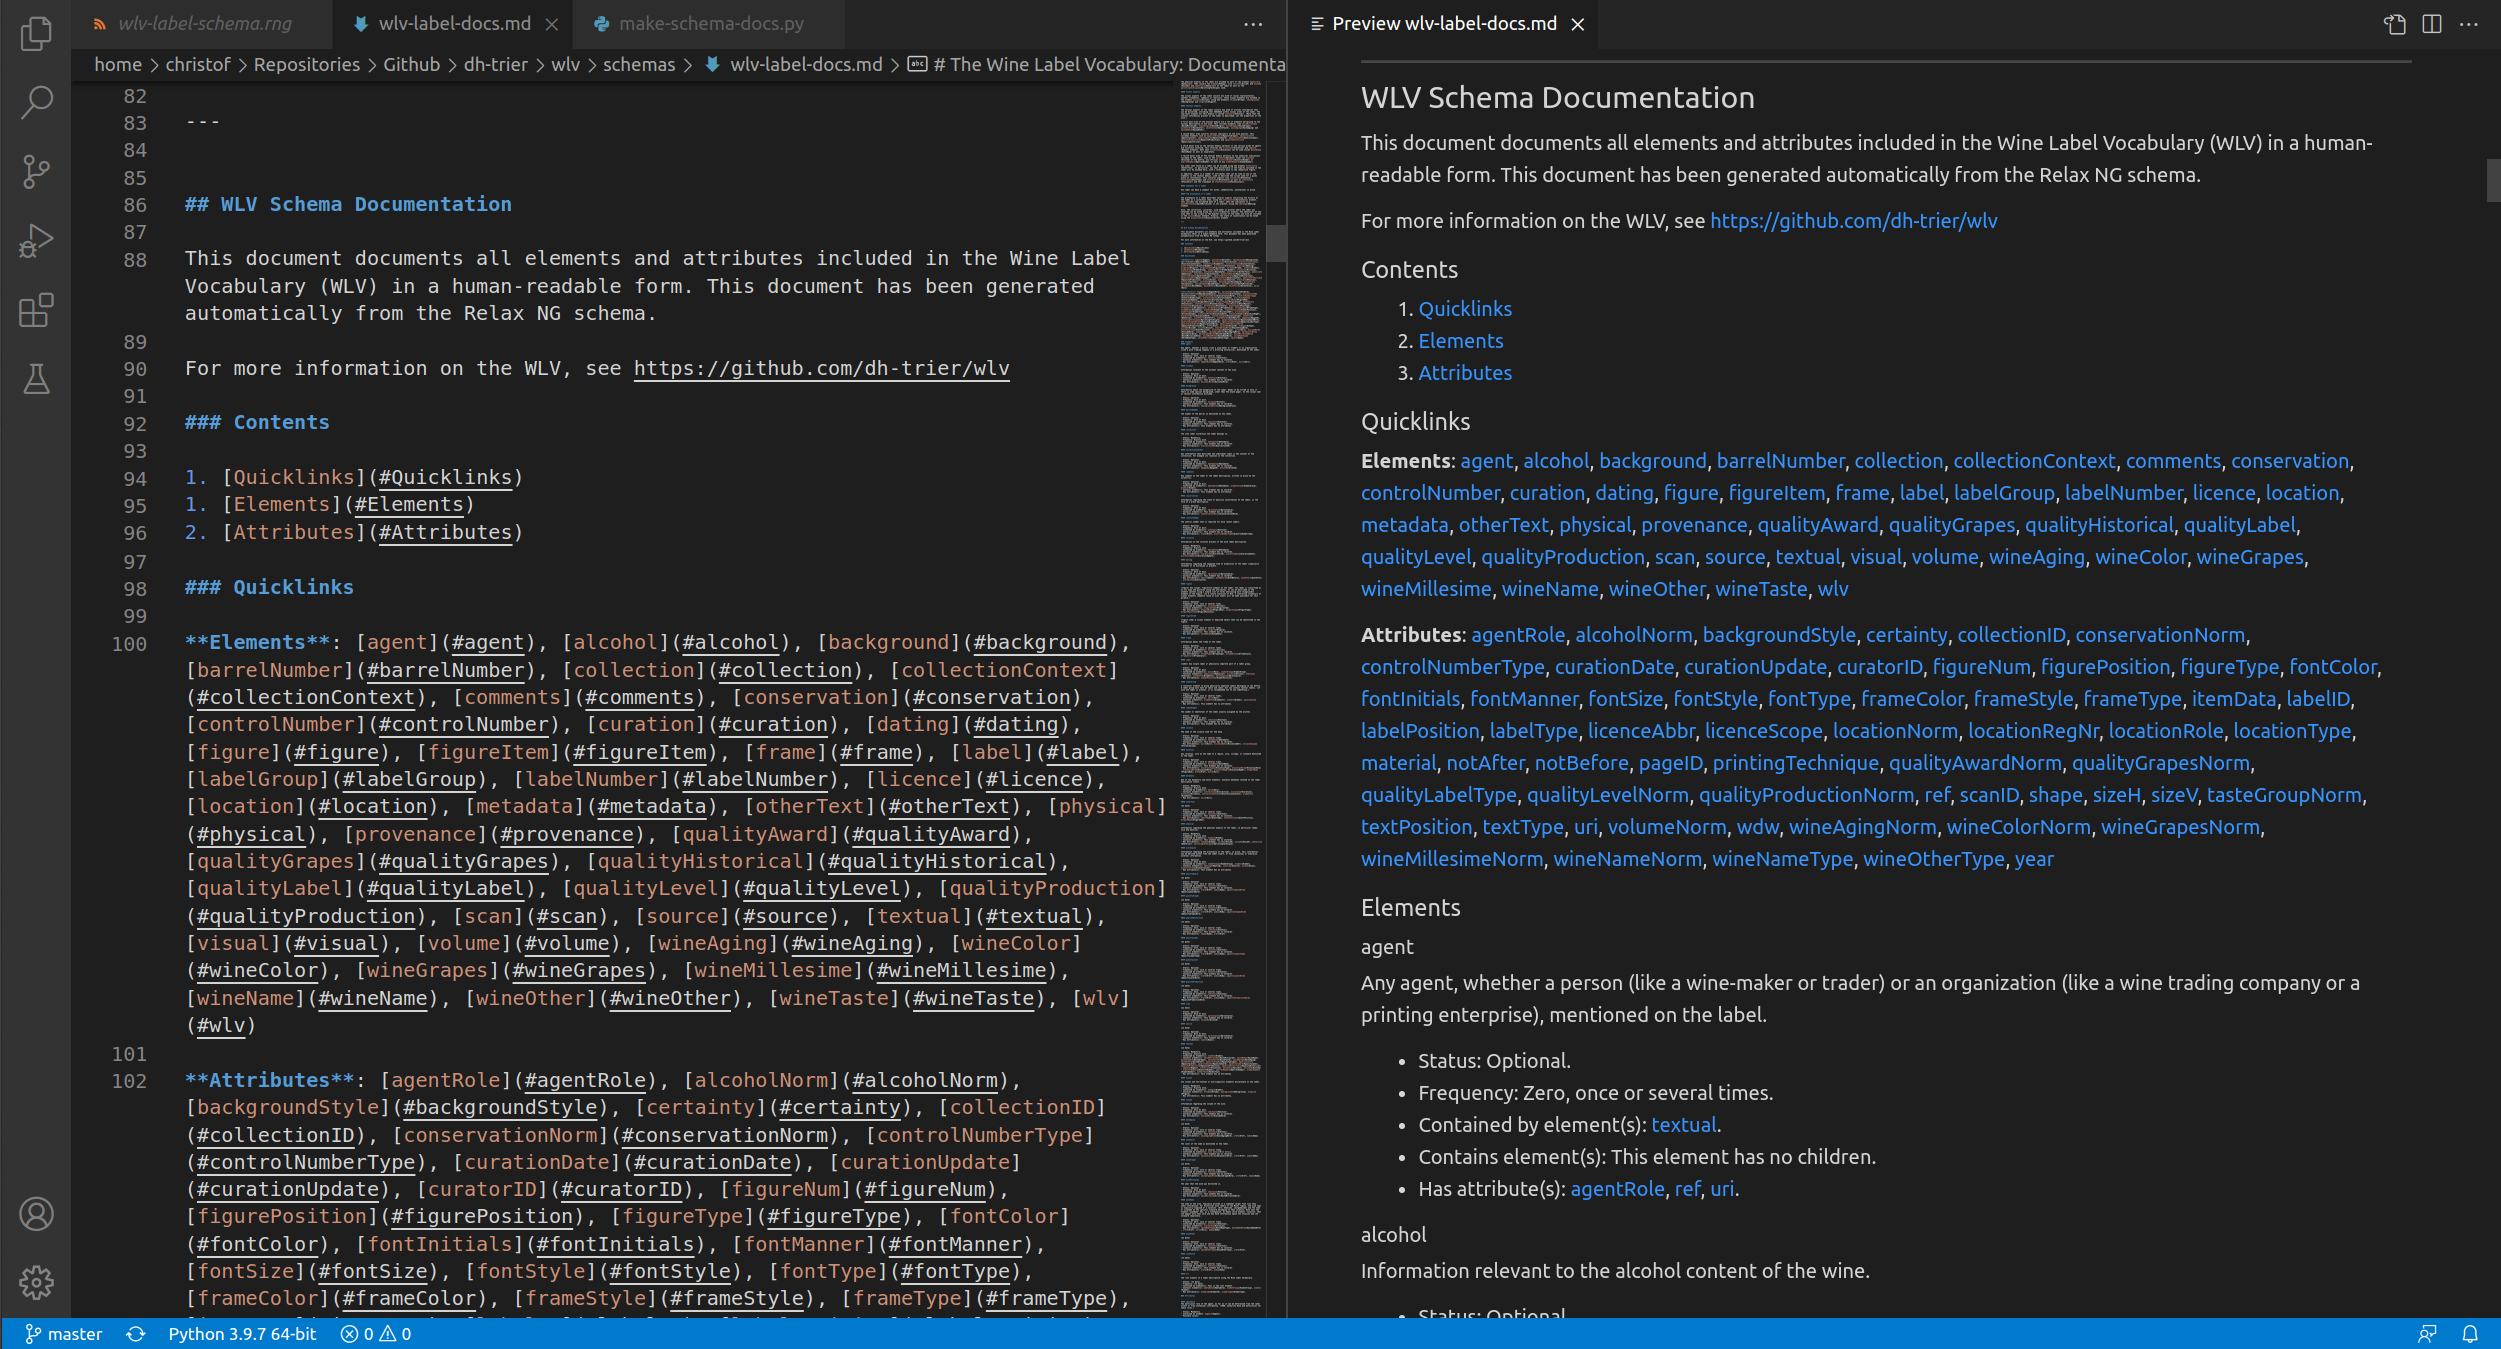 wlv-label-schema.rng
wlv-label-docs.md
make-schema-docs.py
home > christof > Repositories > Github > dh-trier > wlv > schemas > wlv-label-docs.md > # The Wine Label Vocabulary: Documenta
82
83 ---
84
85
86 ## WLV Schema Documentation
87
88 This document documents all elements and attributes included in the Wine Label
Vocabulary (WLV) in a human-readable form. This document has been generated
automatically from the Relax NG schema.
89
90 For more information on the WLV, see https://github.com/dh-trier/wlv
91
92 ### Contents
93
94 1. [Quicklinks](#Quicklinks)
95 1. [Elements](#Elements)
96 2. [Attributes](#Attributes)
97
98 ### Quicklinks
99
100 **Elements**: [agent](#agent), [alcohol](#alcohol), [background](#background),
[barrelNumber](#barrelNumber), [collection](#collection), [collectionContext]
(#collectionContext), [comments](#comments), [conservation](#conservation),
[controlNumber](#controlNumber), [curation](#curation), [dating](#dating),
[figure](#figure), [figureItem](#figureItem), [frame](#frame), [label](#label),
[labelGroup](#labelGroup), [labelNumber](#labelNumber), [licence](#licence),
[location](#location), [metadata](#metadata), [otherText](#otherText), [physical]
(#physical), [provenance](#provenance), [qualityAward](#qualityAward),
[qualityGrapes](#qualityGrapes), [qualityHistorical](#qualityHistorical),
[qualityLabel](#qualityLabel), [qualityLevel](#qualityLevel), [qualityProduction]
(#qualityProduction), [scan](#scan), [source](#source), [textual](#textual),
[visual](#visual), [volume](#volume), [wineAging](#wineAging), [wineColor]
(#wineColor), [wineGrapes](#wineGrapes), [wineMillesime](#wineMillesime),
[wineName](#wineName), [wineOther](#wineOther), [wineTaste](#wineTaste), [wlv]
(#wlv)
101
102 **Attributes**: [agentRole](#agentRole), [alcoholNorm](#alcoholNorm),
[backgroundStyle](#backgroundStyle), [certainty](#certainty), [collectionID]
(#collectionID), [conservationNorm](#conservationNorm), [controlNumberType]
(#controlNumberType), [curationDate](#curationDate), [curationUpdate]
(#curationUpdate), [curatorID](#curatorID), [figureNum](#figureNum),
[figurePosition](#figurePosition), [figureType](#figureType), [fontColor]
(#fontColor), [fontInitials](#fontInitials), [fontManner](#fontManner),
[fontSize](#fontSize), [fontStyle](#fontStyle), [fontType](#fontType),
[frameColor](#frameColor), [frameStyle](#frameStyle), [frameType](#frameType),
Preview wlv-label-docs.md
WLV Schema Documentation
This document documents all elements and attributes included in the Wine Label Vocabulary (WLV) in a human-
readable form. This document has been generated automatically from the Relax NG schema.
For more information on the WLV, see https://github.com/dh-trier/wlv
Contents
1. Quicklinks
2. Elements
3. Attributes
Quicklinks
Elements: agent, alcohol, background, barrelNumber, collection, collectionContext, comments, conservation,
controlNumber, curation, dating, figure, figureItem, frame, label, labelGroup, labelNumber, licence, location,
metadata, otherText, physical, provenance, qualityAward, qualityGrapes, qualityHistorical, qualityLabel,
qualityLevel, qualityProduction, scan, source, textual, visual, volume, wineAging, wineColor, wineGrapes,
wineMillesime, wineName, wineOther, wineTaste, wlv
Attributes: agentRole, alcoholNorm, backgroundStyle, certainty, collectionID, conservationNorm,
controlNumberType, curationDate, curationUpdate, curatorID, figureNum, figurePosition, figureType, fontColor,
fontInitials, fontManner, fontSize, fontStyle, fontType, frameColor, frameStyle, frameType, itemData, labelID,
labelPosition, labelType, licenceAbbr, licenceScope, locationNorm, locationRegNr, locationRole, locationType,
material, notAfter, notBefore, pageID, printingTechnique, qualityAwardNorm, qualityGrapesNorm,
qualityLabelType, qualityLevelNorm, qualityProductionNorm, ref, scanID, shape, sizeH, sizeV, tasteGroupNorm,
textPosition, textType, uri, volumeNorm, wdw, wineAgingNorm, wineColorNorm, wineGrapesNorm,
wineMillesimeNorm, wineNameNorm, wineNameType, wineOtherType, year
Elements
agent
Any agent, whether a person (like a wine-maker or trader) or an organization (like a wine trading company or a
printing enterprise), mentioned on the label.
• Status: Optional.
• Frequency: Zero, once or several times.
• Contained by element(s): textual.
• Contains element(s): This element has no children.
• Has attribute(s): agentRole, ref, uri.
alcohol
Information relevant to the alcohol content of the wine.
• Status: Optional.
master Python 3.9.7 64-bit 0 0